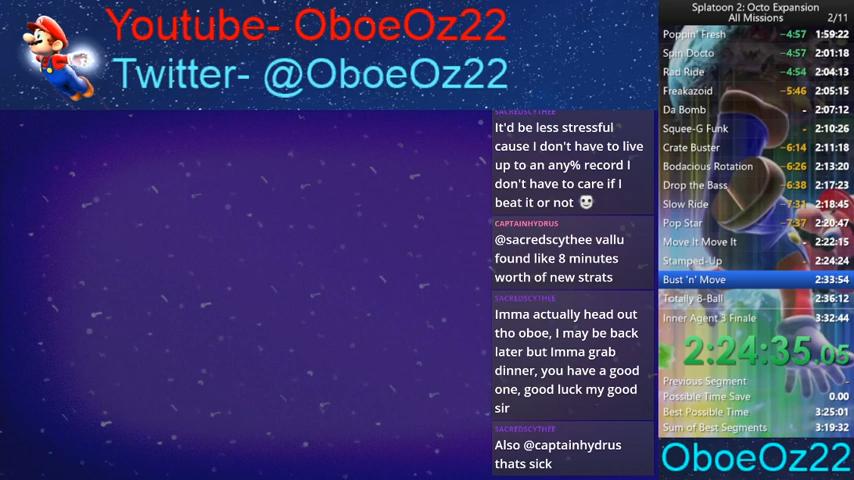 Youtube- OboeOz22
Twitter- @OboeOz22
SACREDSCYTHEE
It'd be less stressful
cause I don't have to live
up to an any% record I
don't have to care if I
beat it or not
CAPTAINHYDRUS
@sacredscythee vallu
found like 8 minutes
worth of new strats
SACREDSCYTHEE
Imma actually head out
tho oboe, I may be back
later but Imma grab
dinner, you have a good
one, good luck my good
sir
SACREDSCYTHEE
Also @captainhydrus
thats sick
Splatoon 2: Octo Expansion
All Missions 2/11
Poppin' Fresh -4:57 1:59:22
Spin Docto -4:57 2:01:18
Rad Ride -4:54 2:04:13
Freakazoid -5:46 2:05:15
Da Bomb - 2:07:12
Squee-G Funk - 2:10:26
Crate Buster -6:14 2:11:18
Bodacious Rotation -6:26 2:13:20
Drop the Bass -6:38 2:17:23
Slow Ride -7:31 2:18:45
Pop Star -7:37 2:20:47
Move It Move It - 2:22:15
Stamped-Up - 2:24:24
Bust 'n' Move 2:33:54
Totally 8-Ball 2:36:12
Inner Agent 3 Finale 3:32:44
2:24:35.05
Previous Segment -
Possible Time Save 0.00
Best Possible Time 3:25:01
Sum of Best Segments 3:19:32
OboeOz22